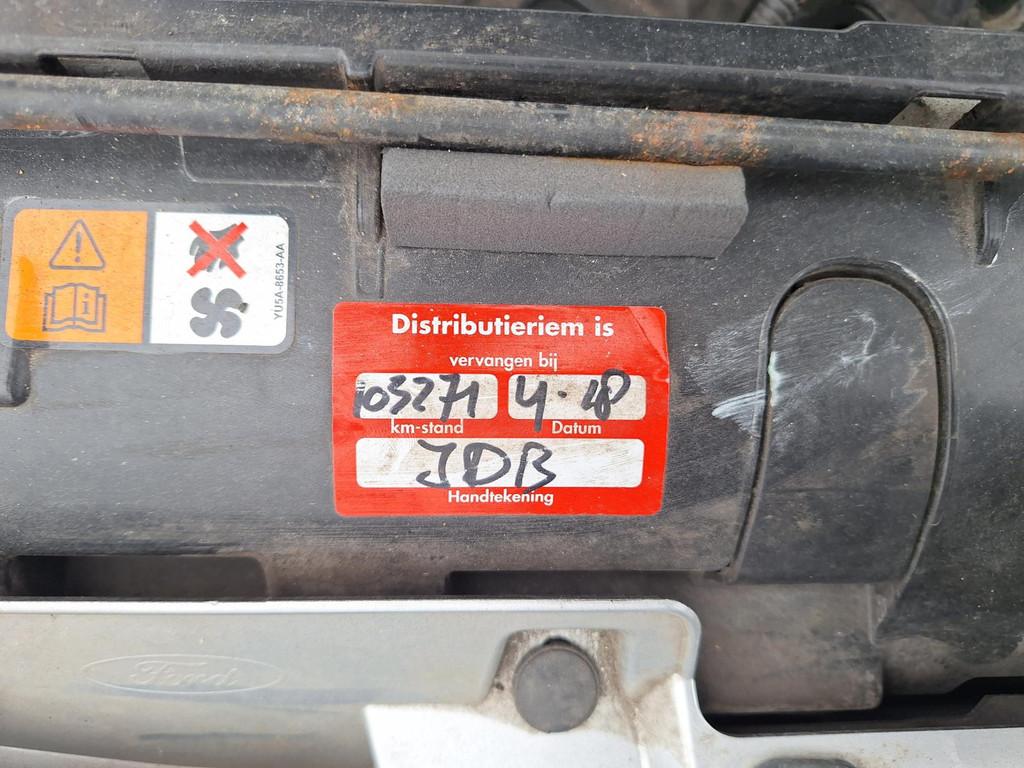 YU5A-8653-AA
Distributieriem is
vervangen bij
103271 4-18
km-stand Datum
JDB
Handtekening
Ford